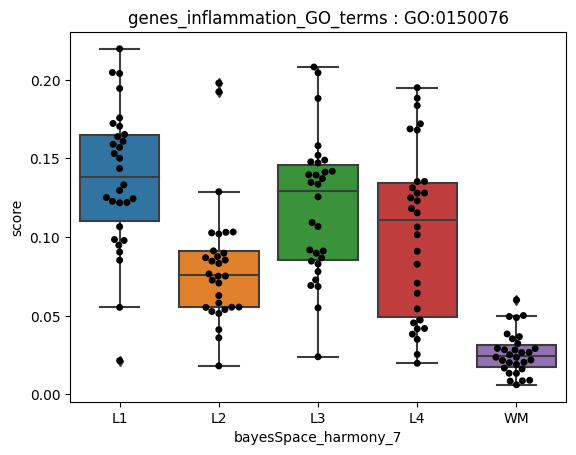 genes_inflammation_GO_terms : GO:0150076
score
0.20
0.15
0.10
0.05
0.00
L1 L2 L3 L4 WM
bayesSpace_harmony_7